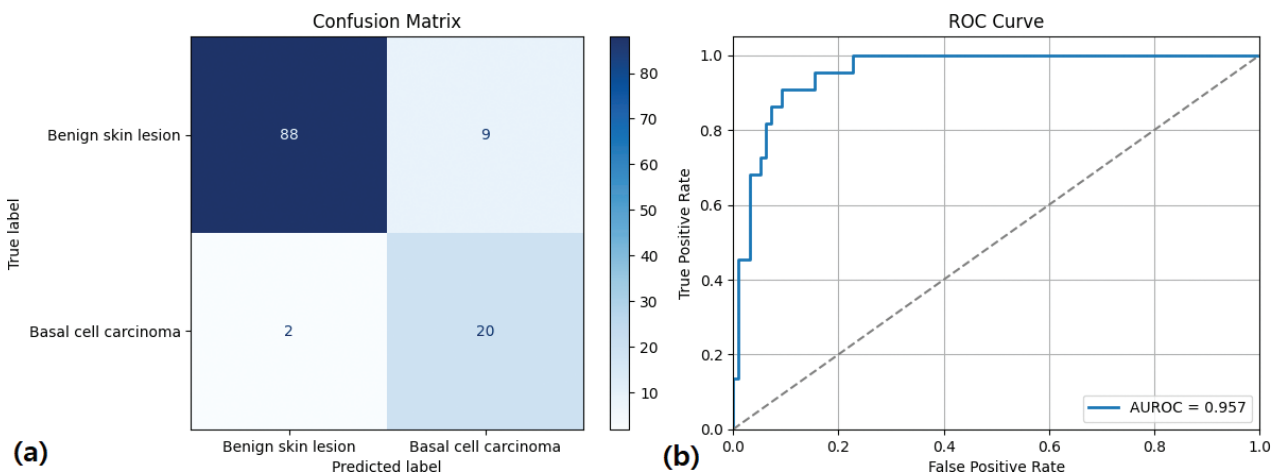 Confusion Matrix
True label
Benign skin lesion
Basal cell carcinoma
88
9
2
20
Benign skin lesion
Basal cell carcinoma
Predicted label
80
70
60
50
40
30
20
10
(a)
ROC Curve
True Positive Rate
1.0
0.8
0.6
0.4
0.2
0.0
0.0
0.2
0.4
0.6
0.8
1.0
False Positive Rate
AUROC = 0.957
(b)